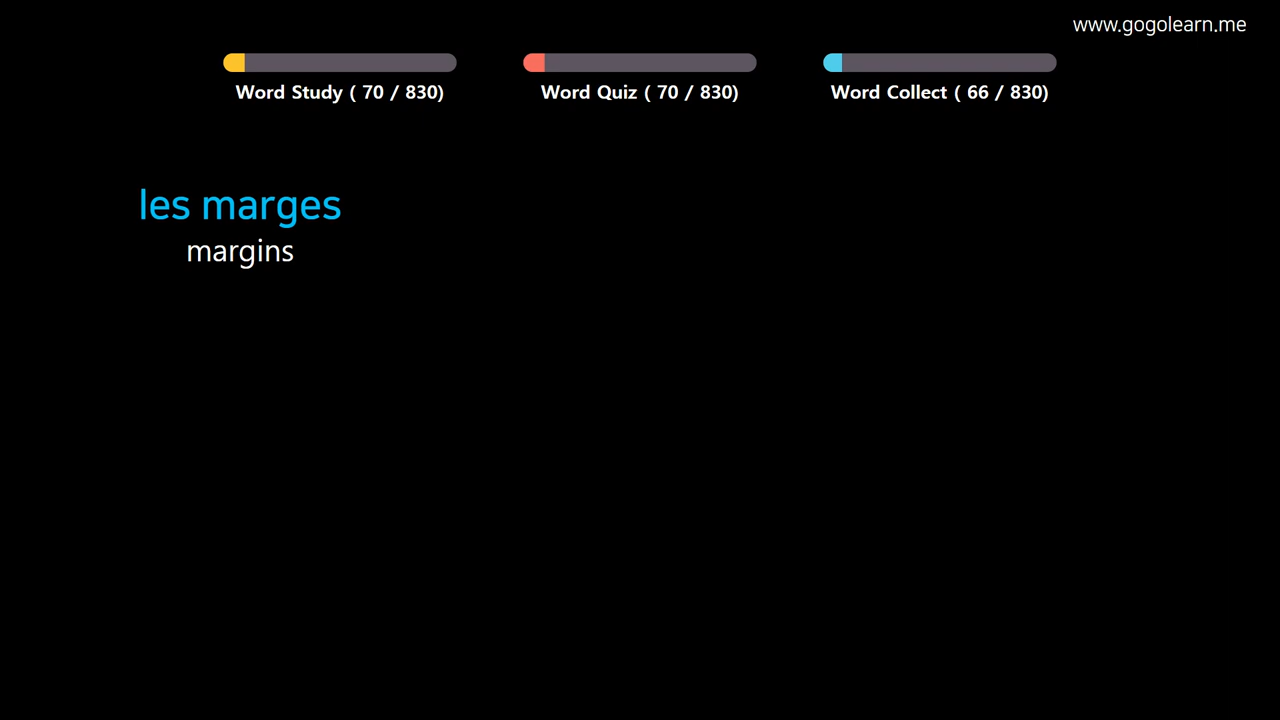 www.gogolearn.me
Word Study ( 70 / 830)
Word Quiz ( 70 / 830)
Word Collect ( 66 / 830)
les marges
margins